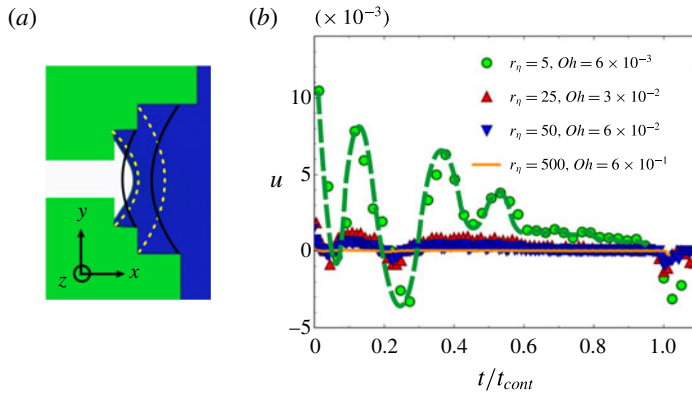 (a)
y
z
x
(b)
(× 10⁻³)
10
5
0
−5
u
r_η = 5, Oh = 6 × 10⁻³
r_η = 25, Oh = 3 × 10⁻²
r_η = 50, Oh = 6 × 10⁻²
r_η = 500, Oh = 6 × 10⁻¹
0 0.2 0.4 0.6 0.8 1.0
t/t_cont